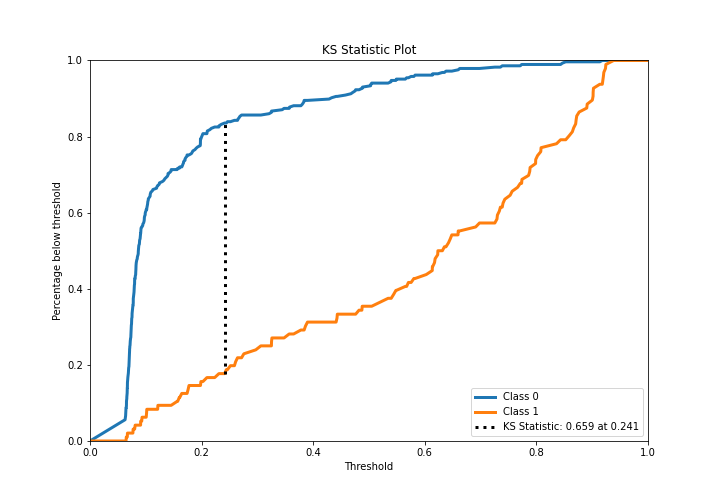 KS Statistic Plot
Percentage below threshold
1.0
0.8
0.6
0.4
0.2
0.0
0.0 0.2 0.4 0.6 0.8 1.0
Threshold
Class 0
Class 1
KS Statistic: 0.659 at 0.241